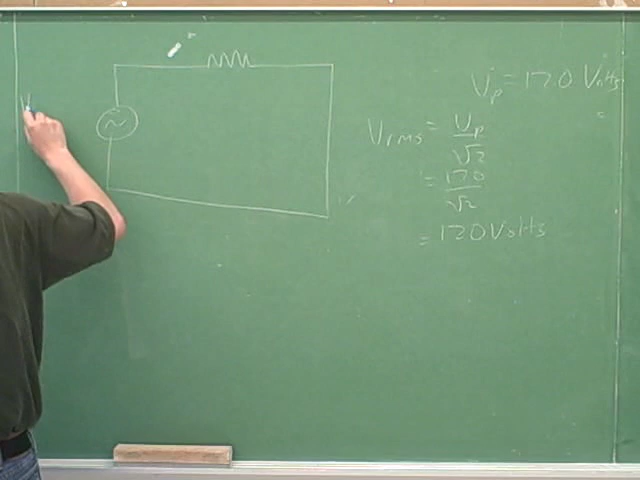 V
Vp = 170 Volts
Vrms = Vp
√2
= 170
√2
= 120 Volts